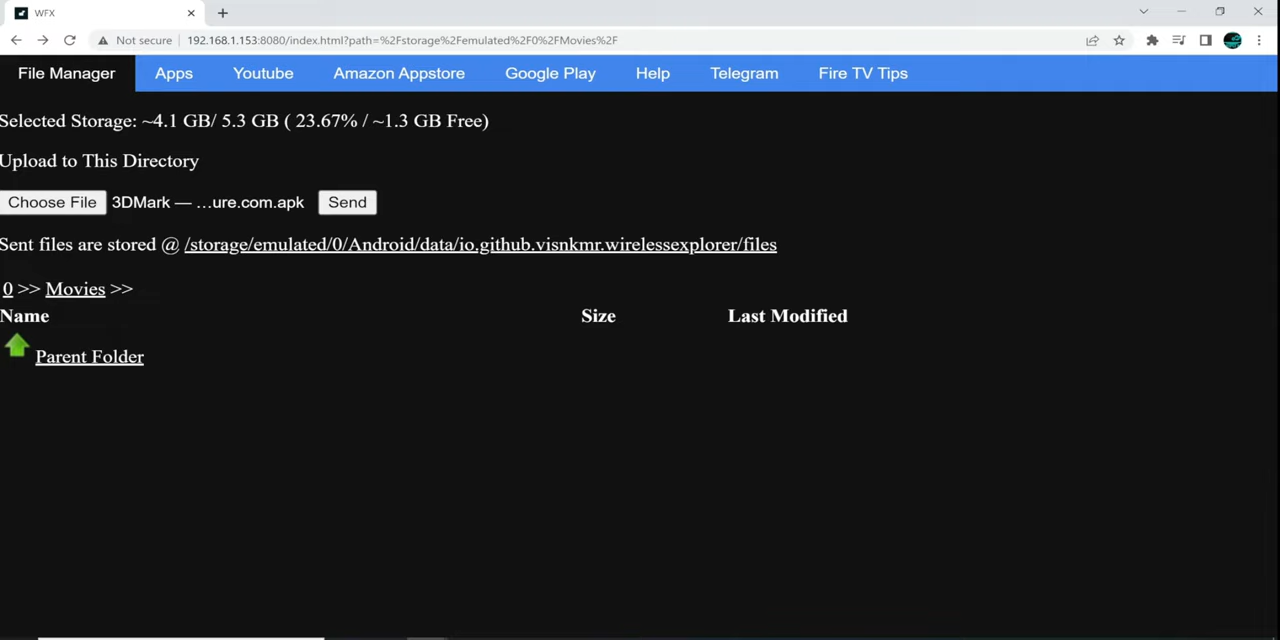 WFX
Not secure 192.168.1.153:8080/index.html?path=%2Fstorage%2Femulated%2F0%2FMovies%2F
File Manager Apps Youtube Amazon Appstore Google Play Help Telegram Fire TV Tips
Selected Storage: ~4.1 GB/ 5.3 GB ( 23.67% / ~1.3 GB Free)
Upload to This Directory
Choose File 3DMark — …ure.com.apk Send
Sent files are stored @ /storage/emulated/0/Android/data/io.github.visnkmr.wirelessexplorer/files
0 >> Movies >>
Name Size Last Modified
Parent Folder